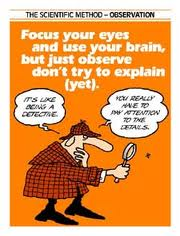 THE SCIENTIFIC METHOD – OBSERVATION
Focus your eyes
and use your brain,
but just observe
don't try to explain
(yet).
IT'S LIKE
BEING A
DETECTIVE.
YOU REALLY
HAVE TO
PAY ATTENTION
TO THE
DETAILS.